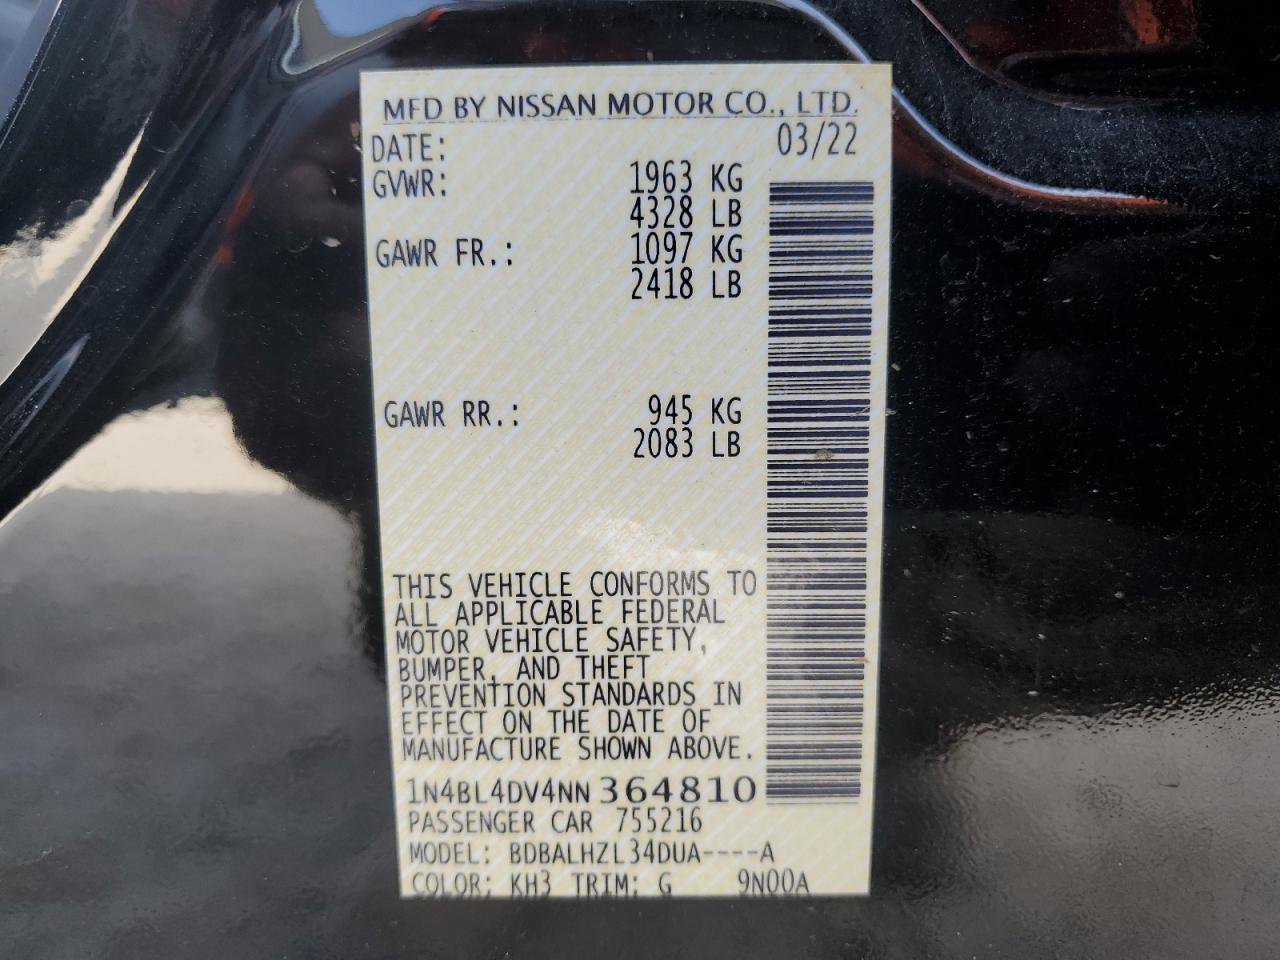 MFD BY NISSAN MOTOR CO., LTD.
DATE: 03/22
GVWR: 1963 KG
4328 LB
GAWR FR.: 1097 KG
2418 LB
GAWR RR.: 945 KG
2083 LB
THIS VEHICLE CONFORMS TO
ALL APPLICABLE FEDERAL
MOTOR VEHICLE SAFETY,
BUMPER, AND THEFT
PREVENTION STANDARDS IN
EFFECT ON THE DATE OF
MANUFACTURE SHOWN ABOVE.
1N4BL4DV4NN364810
PASSENGER CAR 755216
MODEL: BDBALHZL34DUA----A
COLOR: KH3 TRIM: G 9N00A